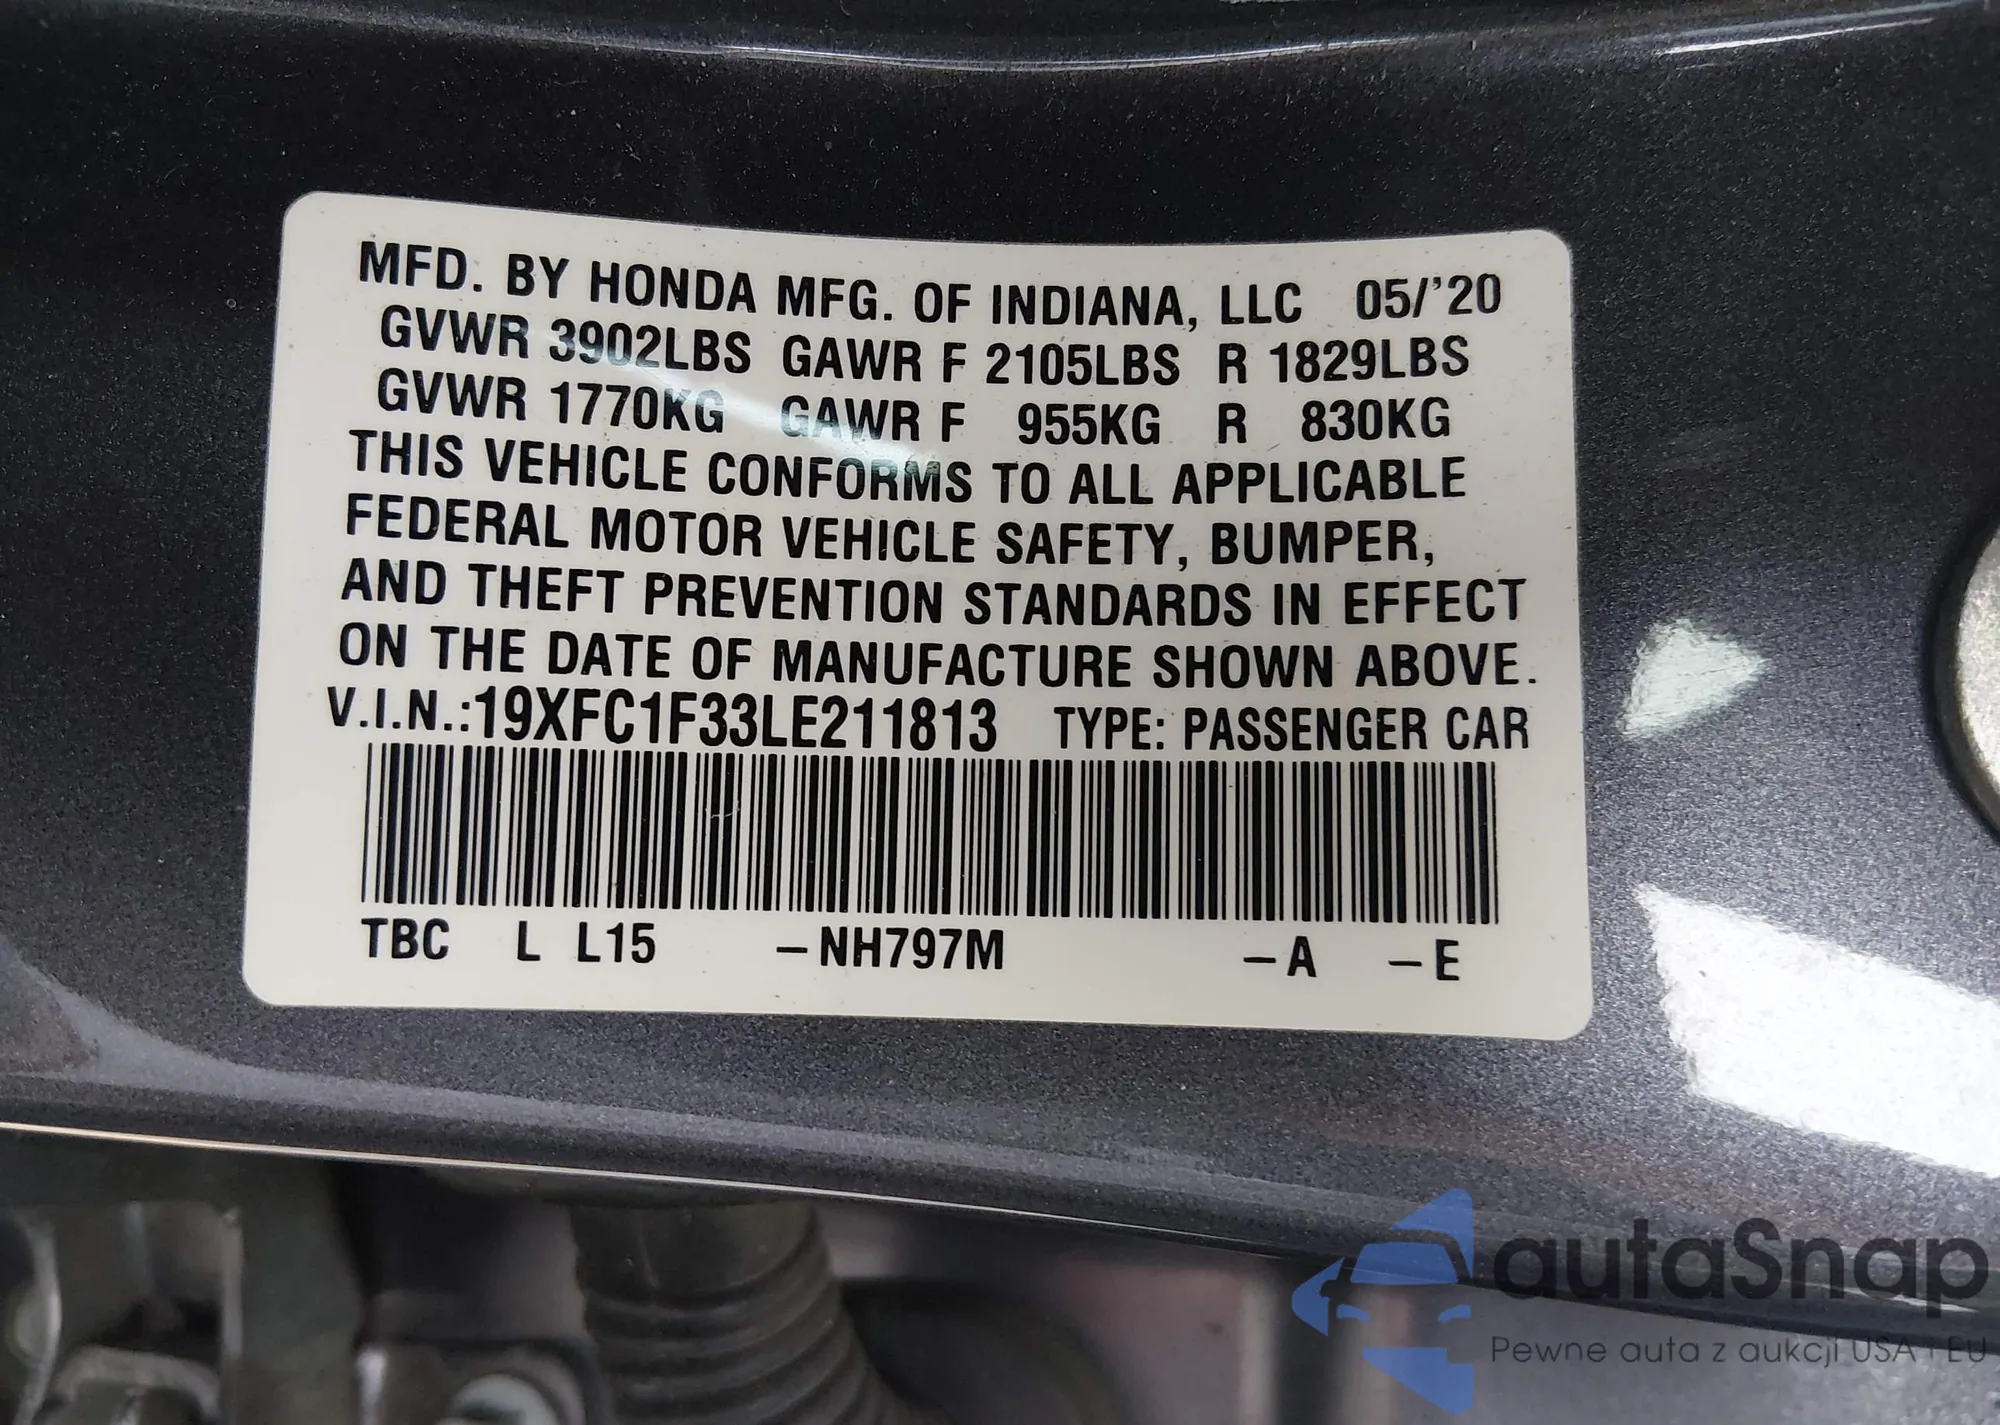 MFD. BY HONDA MFG. OF INDIANA, LLC 05/'20
GVWR 3902LBS GAWR F 2105LBS R 1829LBS
GVWR 1770KG GAWR F 955KG R 830KG
THIS VEHICLE CONFORMS TO ALL APPLICABLE
FEDERAL MOTOR VEHICLE SAFETY, BUMPER,
AND THEFT PREVENTION STANDARDS IN EFFECT
ON THE DATE OF MANUFACTURE SHOWN ABOVE.
V.I.N.:19XFC1F33LE211813 TYPE: PASSENGER CAR
TBC L L15 –NH797M –A –E
autaSnap
Pewne auta z aukcji USA i EU